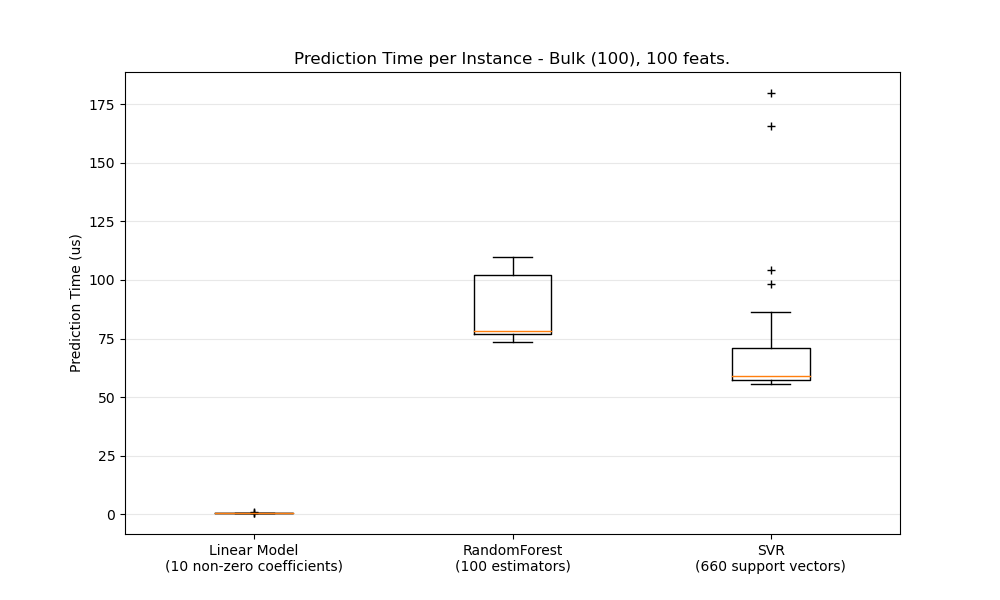 Prediction Time per Instance - Bulk (100), 100 feats.
Prediction Time (us)
175
150
125
100
75
50
25
0
Linear Model
(10 non-zero coefficients)
RandomForest
(100 estimators)
SVR
(660 support vectors)